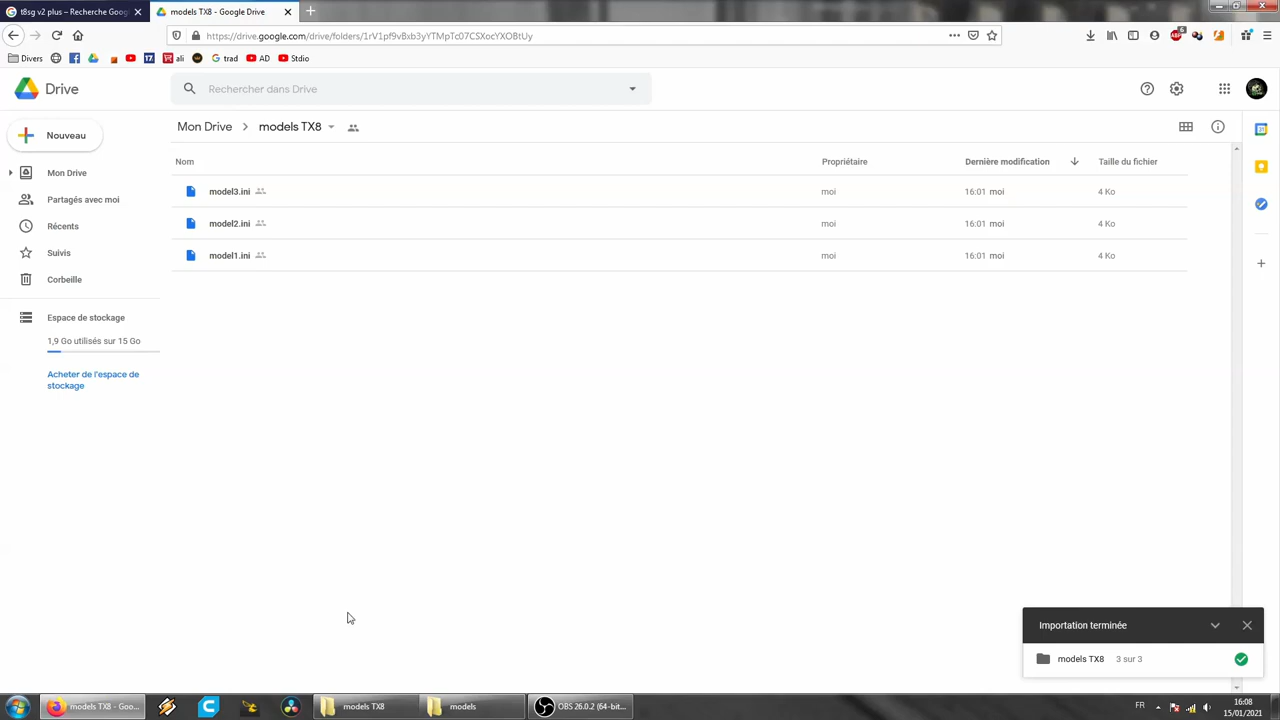 t8sg v2 plus – Recherche Goog
models TX8 - Google Drive
https://drive.google.com/drive/folders/1rV1pf9vBxb3yYTMpTc07CSXocYXOBtUy
6
Divers
17
ali
trad
AD
Stdio
Drive
Rechercher dans Drive
Nouveau
Mon Drive
models TX8
Nom
Propriétaire
Dernière modification
Taille du fichier
Mon Drive
model3.ini
moi
16:01 moi
4 Ko
Partagés avec moi
Récents
model2.ini
moi
16:01 moi
4 Ko
Suivis
model1.ini
moi
16:01 moi
4 Ko
Corbeille
Espace de stockage
1,9 Go utilisés sur 15 Go
Acheter de l'espace de
stockage
Importation terminée
models TX8 3 sur 3
models TX8 - Goo...
models TX8
models
OBS 26.0.2 (64-bit...
FR
16:08
15/01/2021